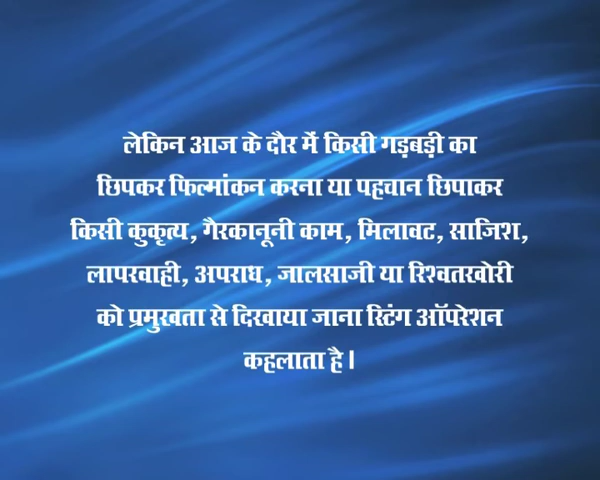 लेकिन आज के दौर में किसी गड़बड़ी का
छिपकर फिल्मांकन करना या पहचान छिपाकर
किसी कुकृत्य, गैरकानूनी काम, मिलावट, साजिश,
लापरवाही, अपराध, जालसाजी या रिश्वतखोरी
को प्रमुखता से दिखाया जाना स्टिंग ऑपरेशन
कहलाता है।